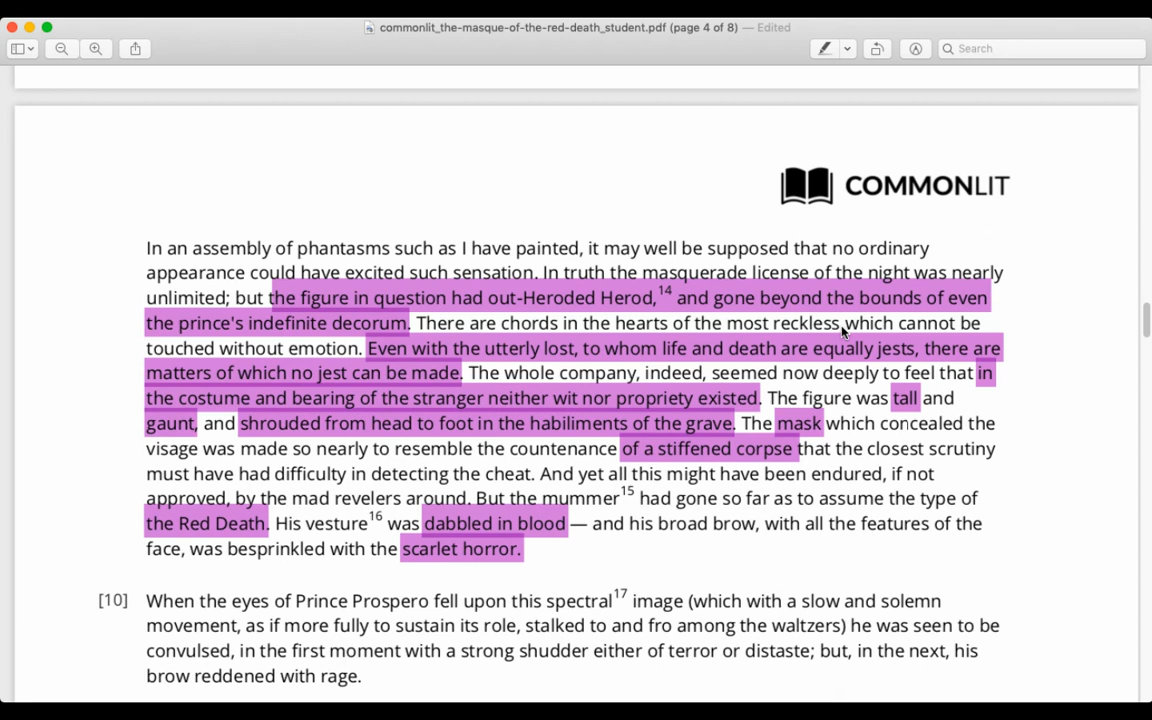 commonlit_the-masque-of-the-red-death_student.pdf (page 4 of 8) — Edited
Search
COMMONLIT
In an assembly of phantasms such as I have painted, it may well be supposed that no ordinary
appearance could have excited such sensation. In truth the masquerade license of the night was nearly
unlimited; but the figure in question had out-Heroded Herod,14 and gone beyond the bounds of even
the prince's indefinite decorum. There are chords in the hearts of the most reckless which cannot be
touched without emotion. Even with the utterly lost, to whom life and death are equally jests, there are
matters of which no jest can be made. The whole company, indeed, seemed now deeply to feel that in
the costume and bearing of the stranger neither wit nor propriety existed. The figure was tall and
gaunt, and shrouded from head to foot in the habiliments of the grave. The mask which concealed the
visage was made so nearly to resemble the countenance of a stiffened corpse that the closest scrutiny
must have had difficulty in detecting the cheat. And yet all this might have been endured, if not
approved, by the mad revelers around. But the mummer15 had gone so far as to assume the type of
the Red Death. His vesture16 was dabbled in blood — and his broad brow, with all the features of the
face, was besprinkled with the scarlet horror.
[10] When the eyes of Prince Prospero fell upon this spectral17 image (which with a slow and solemn
movement, as if more fully to sustain its role, stalked to and fro among the waltzers) he was seen to be
convulsed, in the first moment with a strong shudder either of terror or distaste; but, in the next, his
brow reddened with rage.